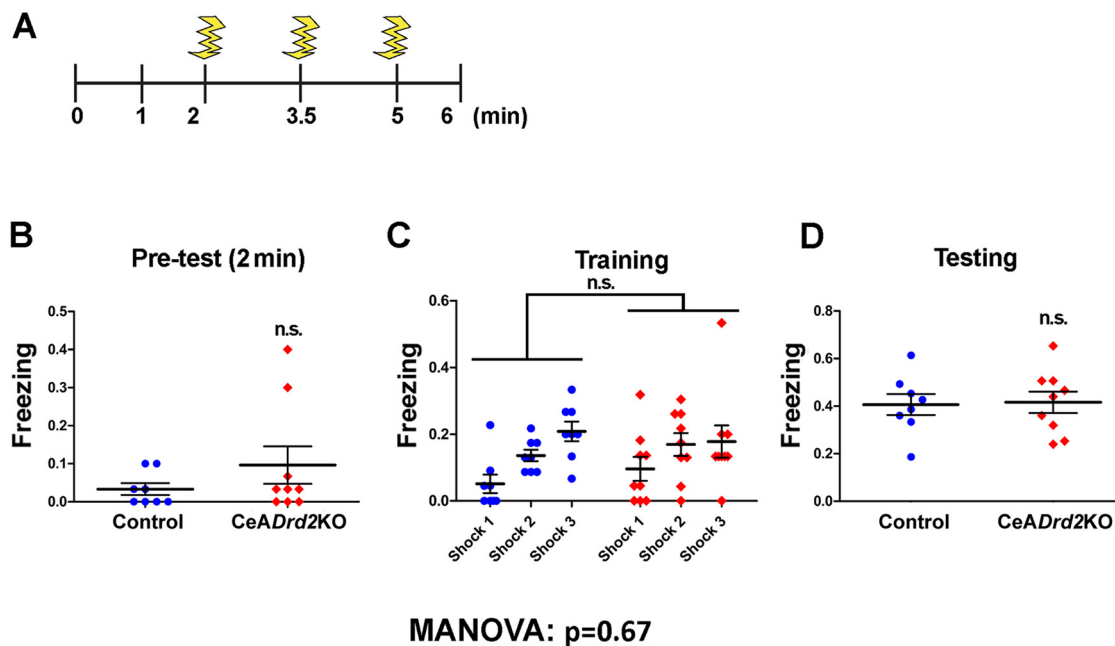 A
0 1 2 3.5 5 6 (min)
B
Pre-test (2 min)
Freezing
0.5
0.4
0.3
0.2
0.1
0.0
n.s.
Control CeADrd2KO
C
Training
n.s.
Freezing
0.6
0.4
0.2
0.0
Shock 1 Shock 2 Shock 3 Shock 1 Shock 2 Shock 3
D
Testing
Freezing
0.8
0.6
0.4
0.2
0.0
n.s.
Control CeADrd2KO
MANOVA: p=0.67